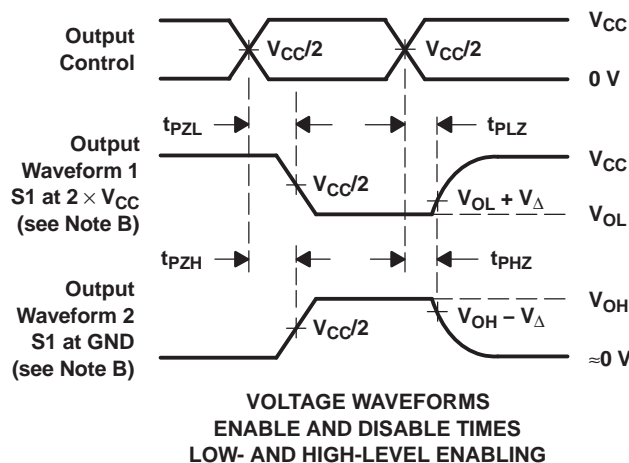 Output
Control
V_CC/2
V_CC/2
V_CC
0 V
t_PZL
t_PLZ
Output
Waveform 1
S1 at 2 × V_CC
(see Note B)
V_CC/2
V_CC
V_OL + V_Δ
V_OL
t_PZH
t_PHZ
Output
Waveform 2
S1 at GND
(see Note B)
V_CC/2
V_OH
V_OH − V_Δ
≈0 V
VOLTAGE WAVEFORMS
ENABLE AND DISABLE TIMES
LOW- AND HIGH-LEVEL ENABLING